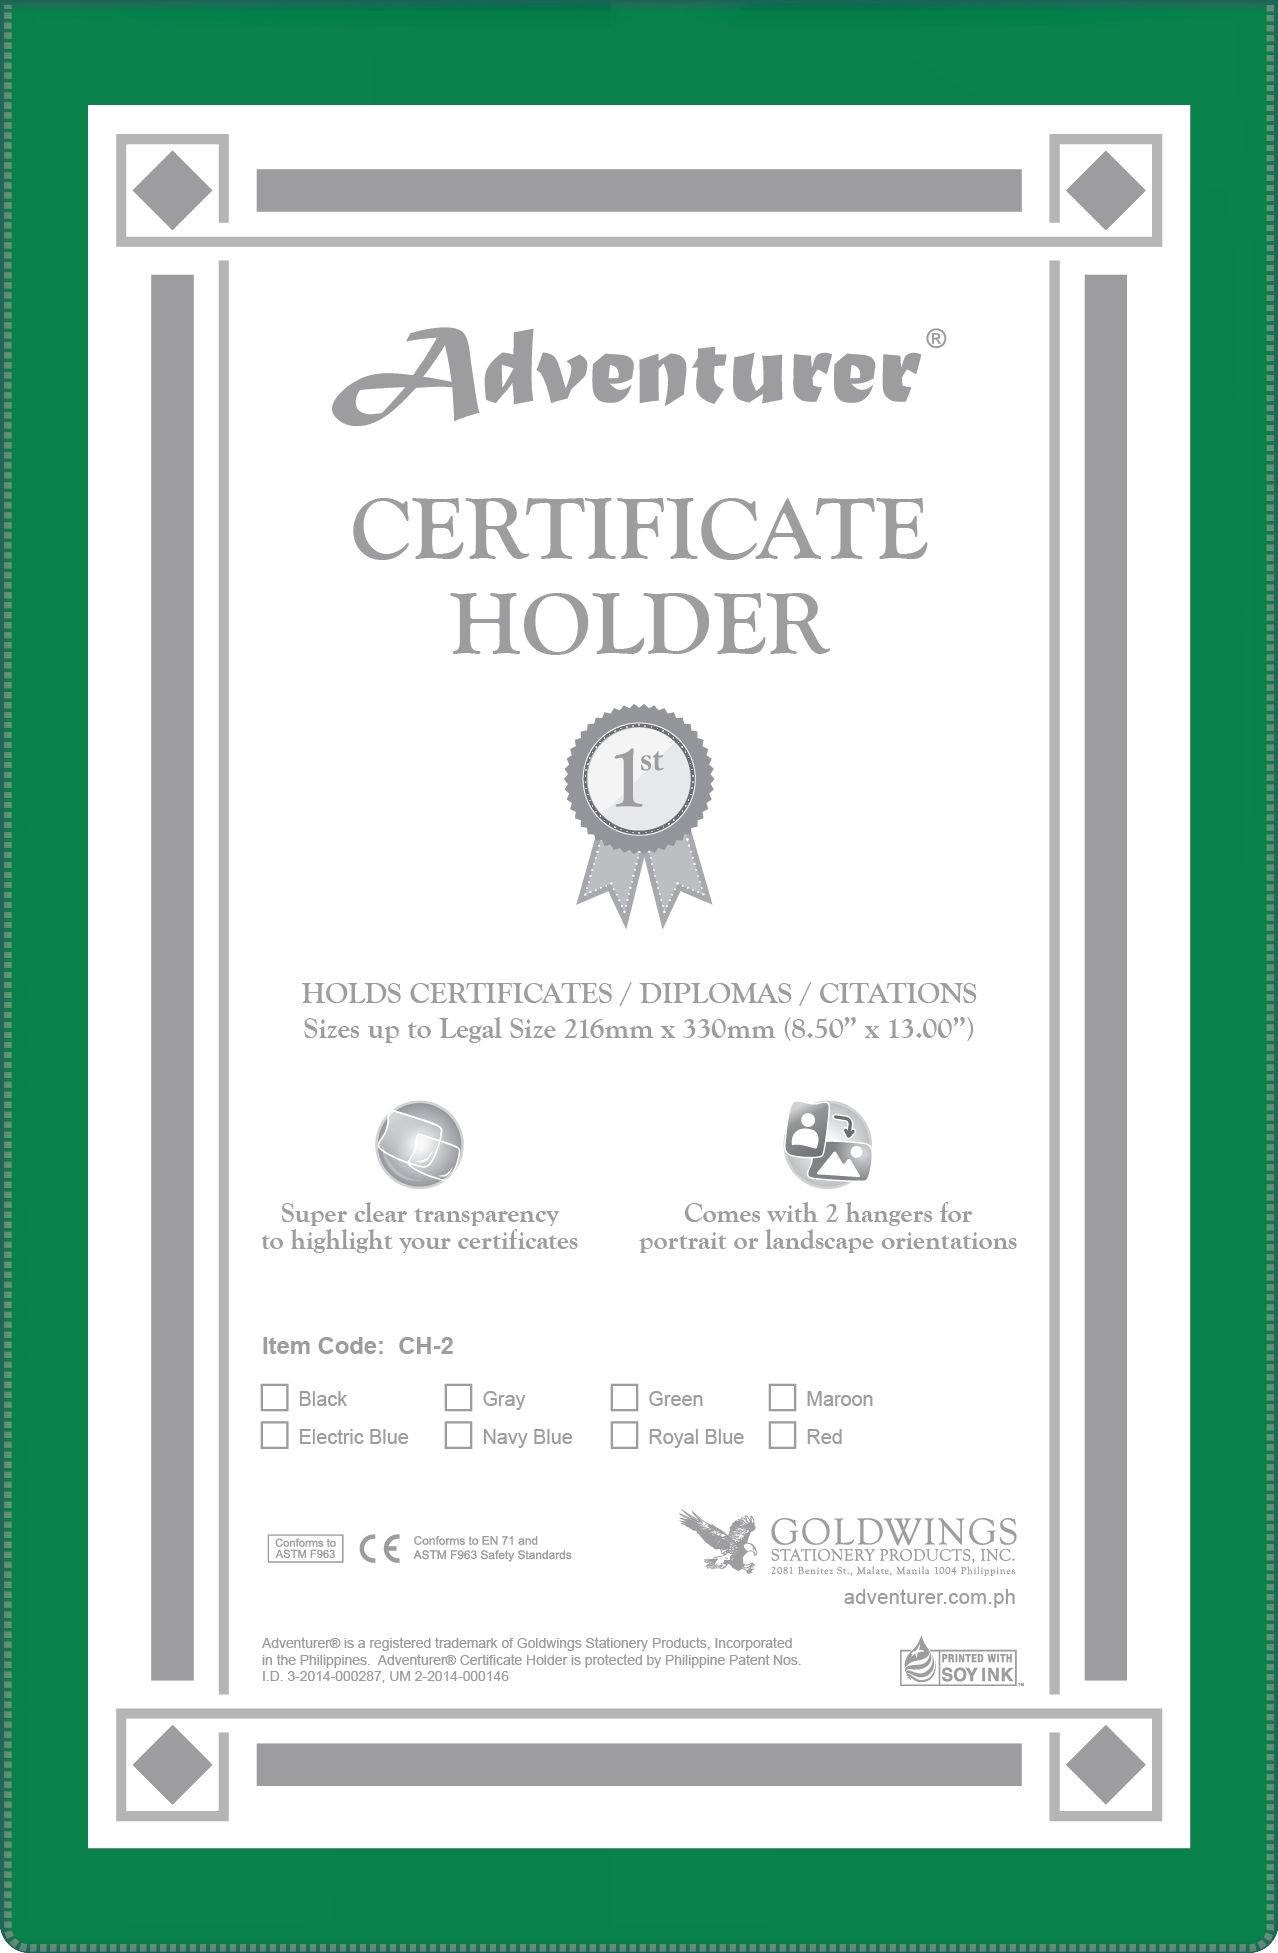 Adventurer®
CERTIFICATE
HOLDER
1st
HOLDS CERTIFICATES / DIPLOMAS / CITATIONS
Sizes up to Legal Size 216mm x 330mm (8.50” x 13.00”)
Super clear transparency
to highlight your certificates
Comes with 2 hangers for
portrait or landscape orientations
Item Code: CH-2
Black Gray Green Maroon
Electric Blue Navy Blue Royal Blue Red
Conforms to
ASTM F963
CE
Conforms to EN 71 and
ASTM F963 Safety Standards
GOLDWINGS
STATIONERY PRODUCTS, INC.
2081 Benitez St., Malate, Manila 1004 Philippines
adventurer.com.ph
Adventurer® is a registered trademark of Goldwings Stationery Products, Incorporated
in the Philippines. Adventurer® Certificate Holder is protected by Philippine Patent Nos.
I.D. 3-2014-000287, UM 2-2014-000146
PRINTED WITH
SOY INK™